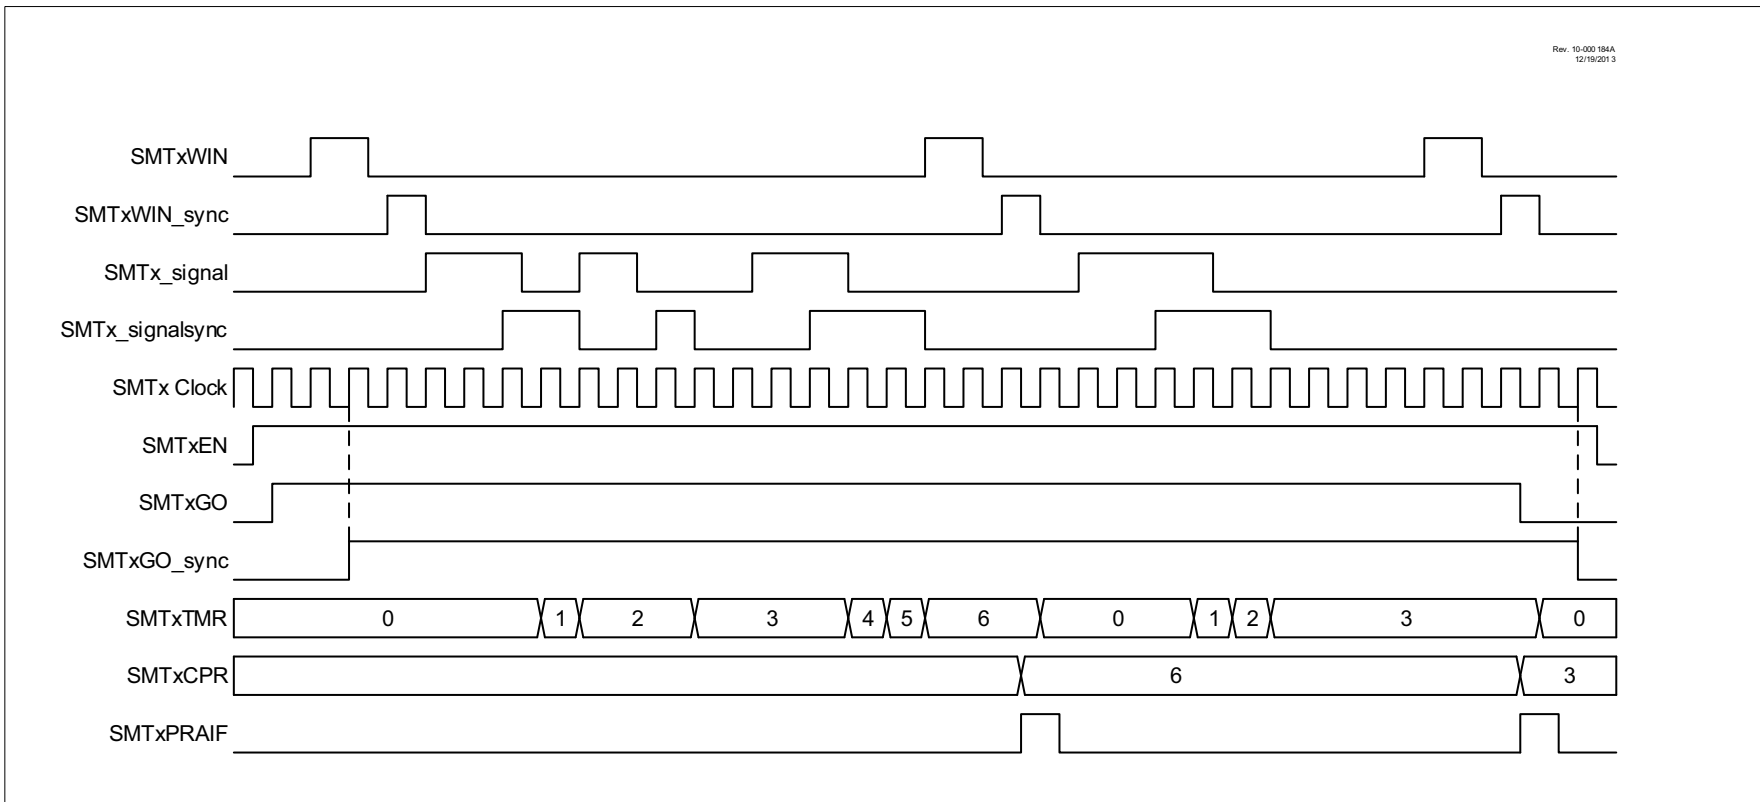 Rev. 10-000 184A
12/19/201 3
SMTxWIN
SMTxWIN_sync
SMTx_signal
SMTx_signalsync
SMTx Clock
SMTxEN
SMTxGO
SMTxGO_sync
SMTxTMR 0 1 2 3 4 5 6 0 1 2 3 0
SMTxCPR 6 3
SMTxPRAIF